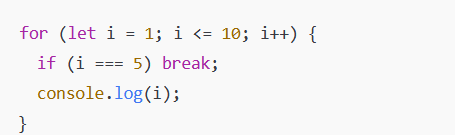 for (let i = 1; i <= 10; i++) {
  if (i === 5) break;
  console.log(i);
}